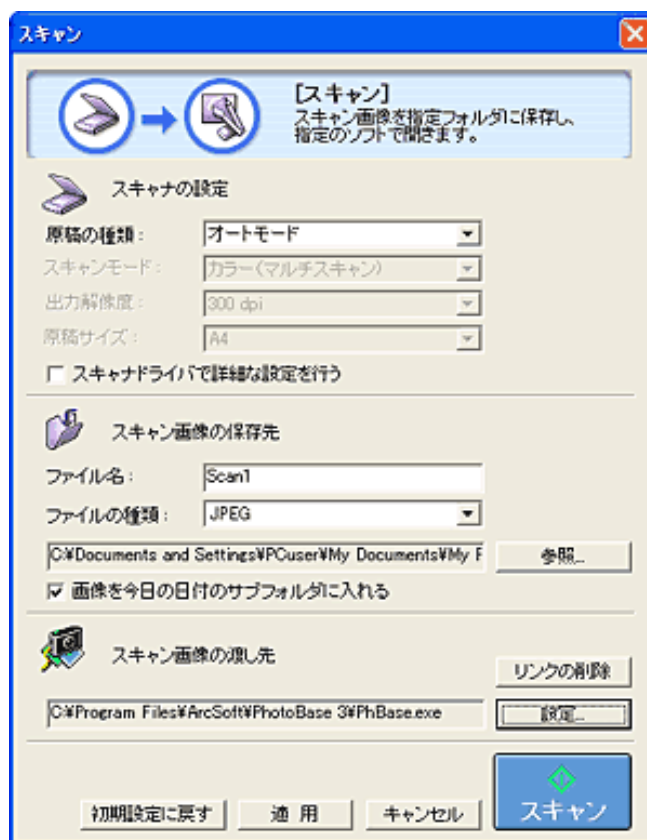 スキャン
[スキャン]
スキャン画像を指定フォルダに保存し、
指定のソフトで開きます。
スキャナの設定
原稿の種類： オートモード
スキャンモード： カラー(マルチスキャン)
出力解像度： 300 dpi
原稿サイズ： A4
スキャナドライバで詳細な設定を行う
スキャン画像の保存先
ファイル名： Scan1
ファイルの種類： JPEG
C:¥Documents and Settings¥PCuser¥My Documents¥My P 参照...
画像を今日の日付のサブフォルダに入れる
スキャン画像の渡し先
リンクの削除
C:¥Program Files¥ArcSoft¥PhotoBase 3¥PhBase.exe 設定...
初期設定に戻す 適 用 キャンセル スキャン